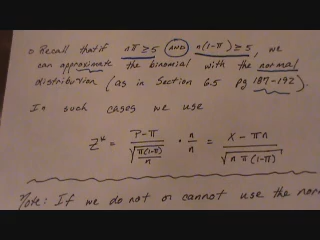 o Recall that if nπ ≥ 5 AND n(1-π) ≥ 5, we
can approximate the binomial with the normal
distribution (as in Section 6.5 pg 187-192).
In such cases we use
Z* = P-π / √(π(1-π)/n) · n/n = X - πn / √(nπ(1-π))
Note: If we do not or cannot use the norm